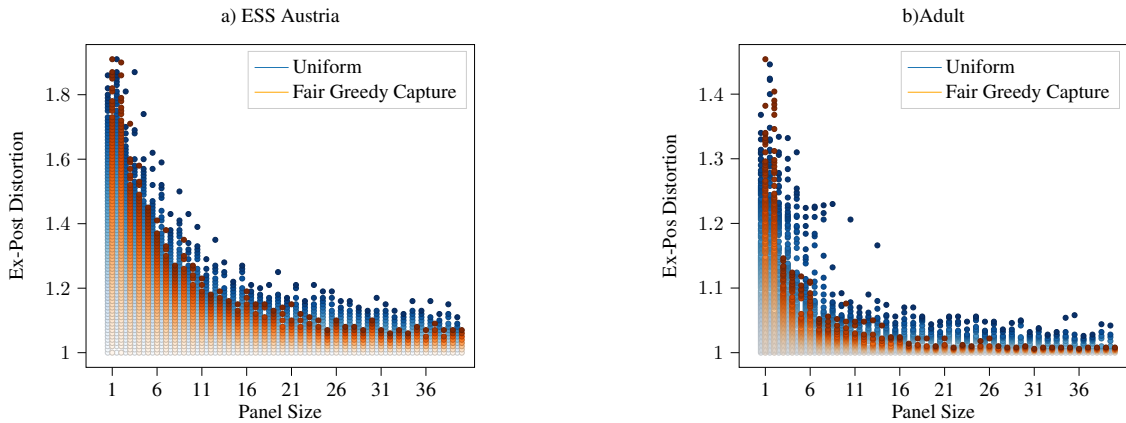 a) ESS Austria
Uniform
Fair Greedy Capture
1.8
1.6
1.4
1.2
1
Ex-Post Distortion
1 6 11 16 21 26 31 36
Panel Size
b)Adult
Uniform
Fair Greedy Capture
1.4
1.3
1.2
1.1
1
Ex-Pos Distortion
1 6 11 16 21 26 31 36
Panel Size